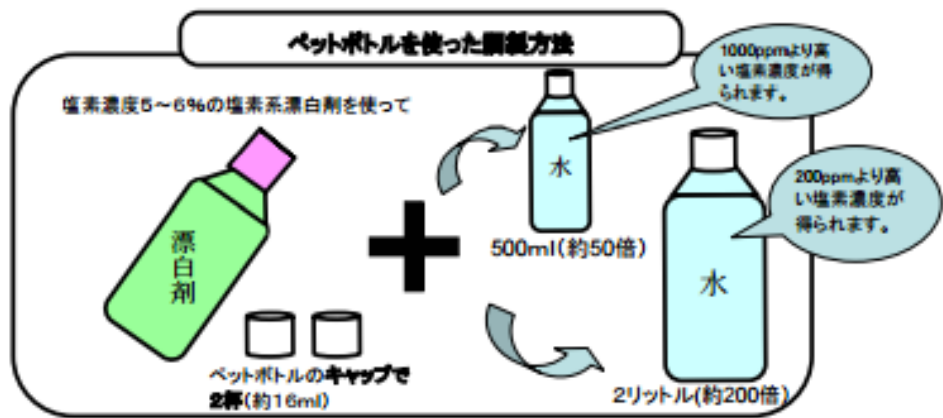 ペットボトルを使った調製方法
塩素濃度5～6%の塩素系漂白剤を使って
1000ppmより高
い塩素濃度が得
られます。
水
200ppmより高
い塩素濃度が
得られます。
漂白剤
500ml(約50倍)
水
ペットボトルのキャップで
2杯(約16ml)
2リットル(約200倍)